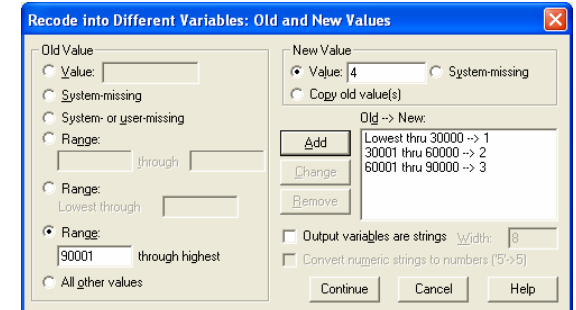 Recode into Different Variables: Old and New Values
Old Value
Value:
System-missing
System- or user-missing
Range:
through
Range:
Lowest through
Range:
90001 through highest
All other values
New Value
Value: 4 System-missing
Copy old value(s)
Old --> New:
Add
Change
Remove
Lowest thru 30000 --> 1
30001 thru 60000 --> 2
60001 thru 90000 --> 3
Output variables are strings Width: 8
Convert numeric strings to numbers ('5'->5)
Continue Cancel Help